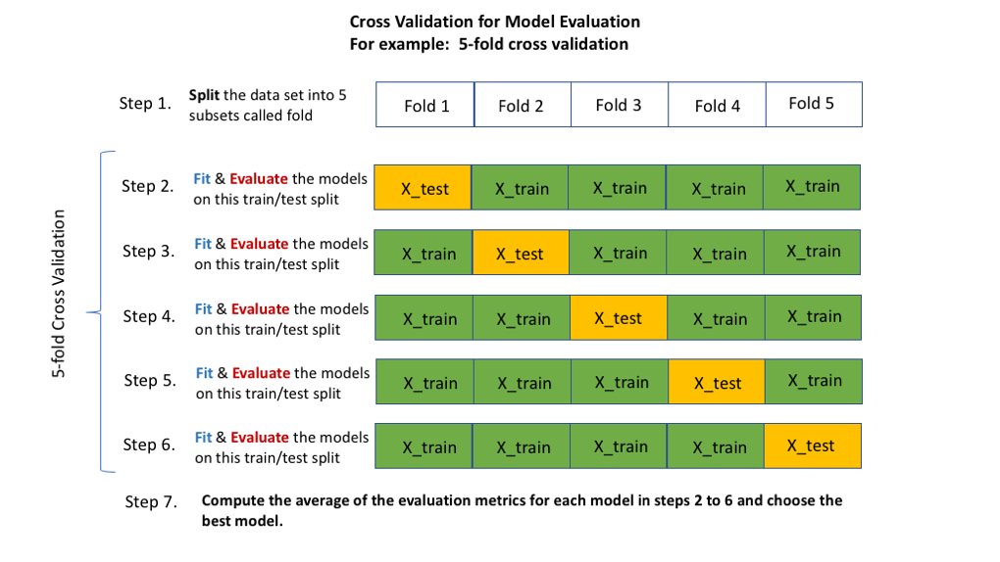 Cross Validation for Model Evaluation
For example:  5-fold cross validation
Step 1.
Split the data set into 5
subsets called fold
Fold 1
Fold 2
Fold 3
Fold 4
Fold 5
5-fold Cross Validation
Step 2.
Fit & Evaluate the models
on this train/test split
X_test
X_train
X_train
X_train
X_train
Step 3.
Fit & Evaluate the models
on this train/test split
X_train
X_test
X_train
X_train
X_train
Step 4.
Fit & Evaluate the models
on this train/test split
X_train
X_train
X_test
X_train
X_train
Step 5.
Fit & Evaluate the models
on this train/test split
X_train
X_train
X_train
X_test
X_train
Step 6.
Fit & Evaluate the models
on this train/test split
X_train
X_train
X_train
X_train
X_test
Step 7.
Compute the average of the evaluation metrics for each model in steps 2 to 6 and choose the
best model.